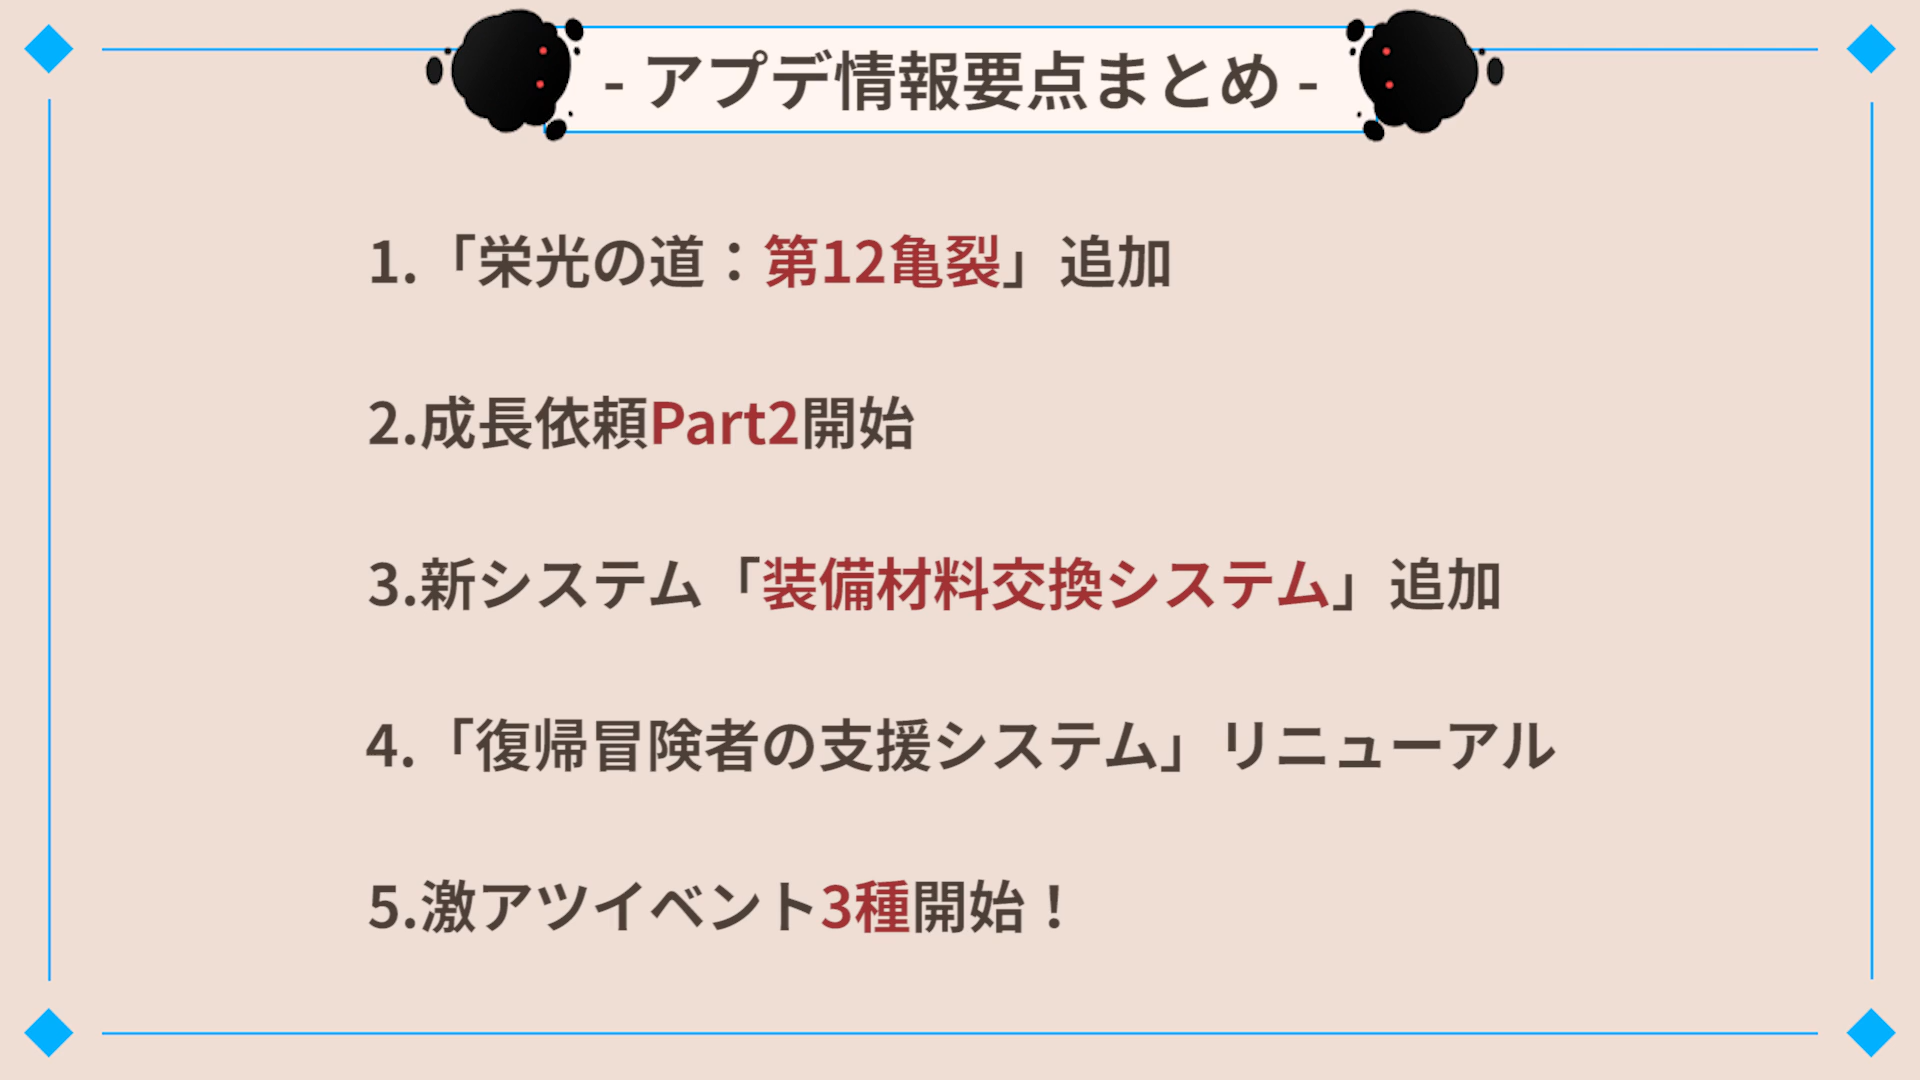 - アプデ情報要点まとめ -
1.「栄光の道：第12亀裂」追加
2.成長依頼Part2開始
3.新システム「装備材料交換システム」追加
4.「復帰冒険者の支援システム」リニューアル
5.激アツイベント3種開始！